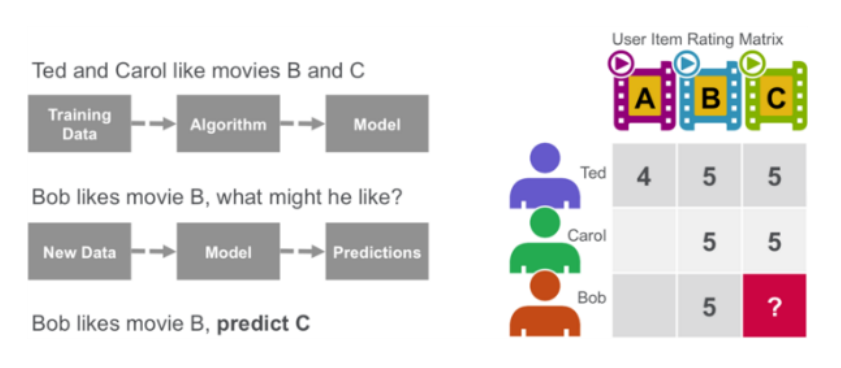 Ted and Carol like movies B and C
Training
Data
Algorithm
Model
Bob likes movie B, what might he like?
New Data
Model
Predictions
Bob likes movie B, predict C
User Item Rating Matrix
A B C
Ted 4 5 5
Carol 5 5
Bob 5 ?